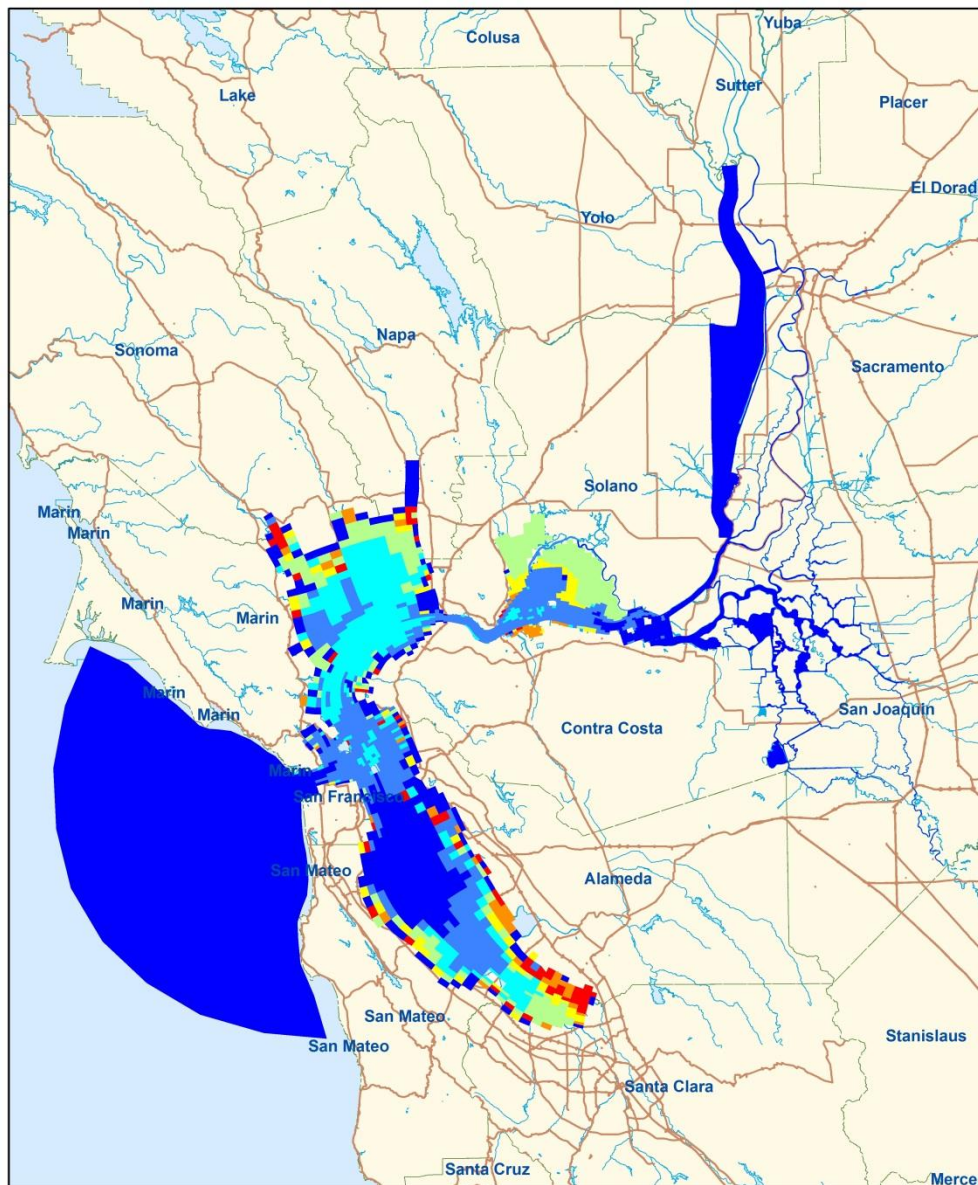 Yuba
Colusa
Sutter
Lake
Placer
El Dorad
Yolo
Napa
Sonoma
Sacramento
Solano
Marin
Marin
Marin
Marin
Marin
Marin
San Joaquin
Contra Costa
Marin
San Francisco
San Mateo
Alameda
San Mateo
Stanislaus
San Mateo
Santa Clara
Santa Cruz
Merce